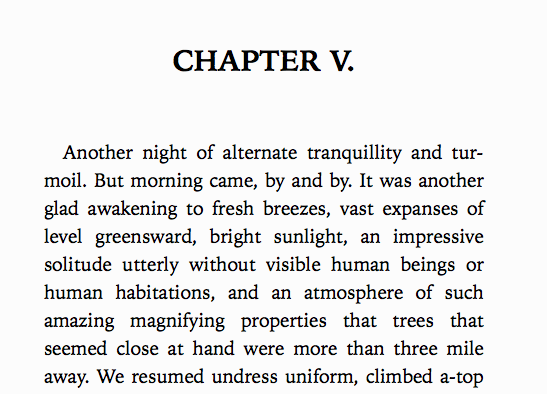 CHAPTER V.
Another night of alternate tranquillity and tur-
moil. But morning came, by and by. It was another
glad awakening to fresh breezes, vast expanses of
level greensward, bright sunlight, an impressive
solitude utterly without visible human beings or
human habitations, and an atmosphere of such
amazing magnifying properties that trees that
seemed close at hand were more than three mile
away. We resumed undress uniform, climbed a-top